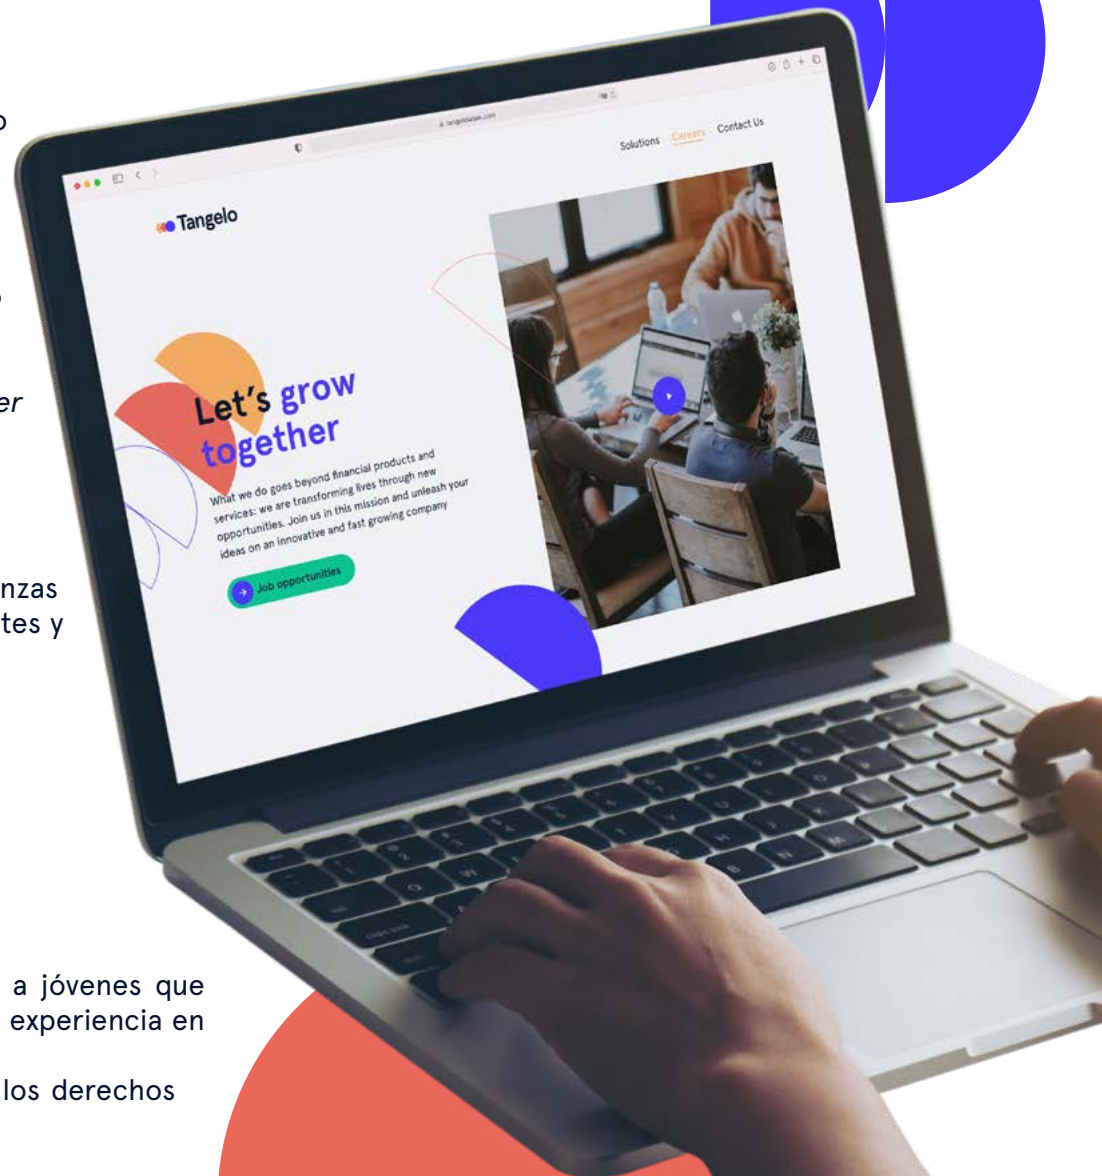 er
nzas
tes y
a jóvenes que
experiencia en
los derechos
Solutions Careers Contact Us
Tangelo
Let's grow
together
What we do goes beyond financial products and
services: we are transforming lives through new
opportunities. Join us in this mission and unleash your
ideas on an innovative and fast growing company
Job opportunities